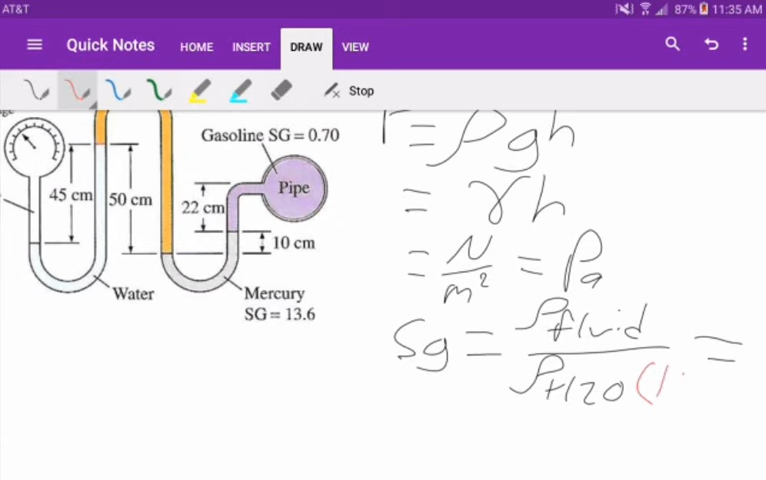 AT&T 87% 11:35 AM
Quick Notes HOME INSERT DRAW VIEW
Stop
Gasoline SG = 0.70
45 cm 50 cm 22 cm Pipe
10 cm
Water Mercury
SG = 13.6
= ρgh
= γh
= N/m² = Pa
Sg = ρfluid / ρH2O ( =